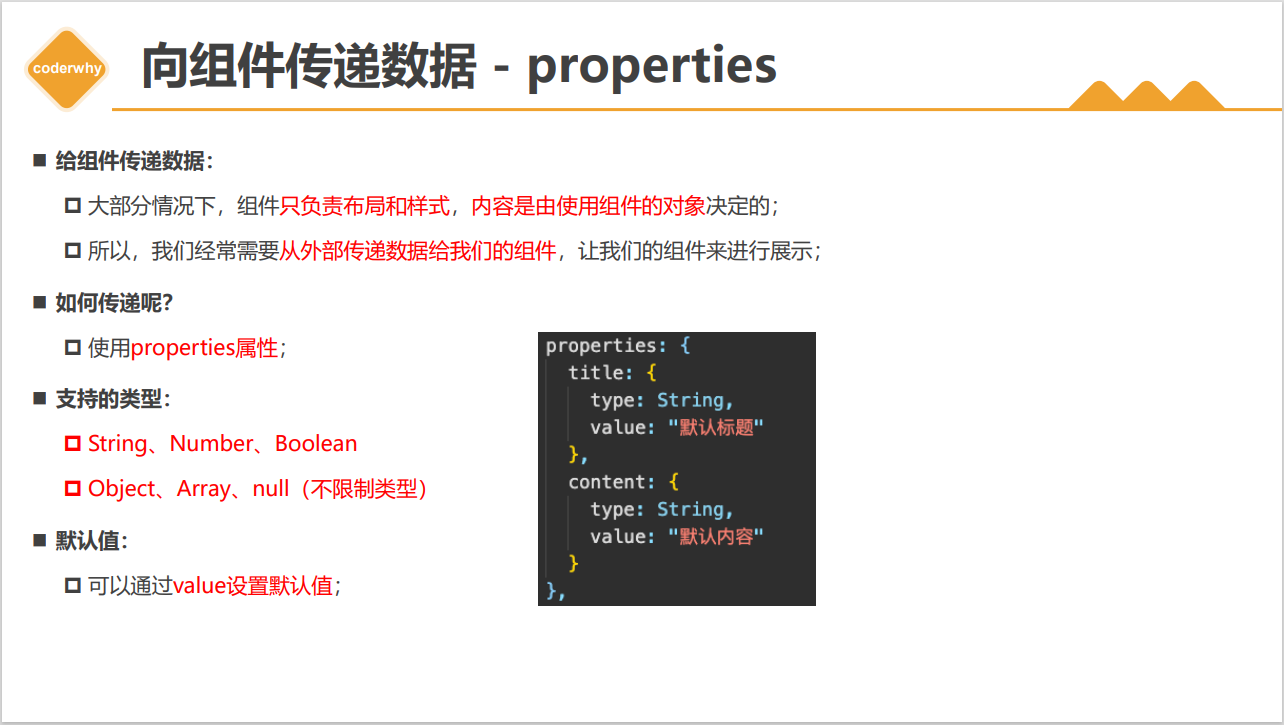 coderwhy
向组件传递数据 - properties
给组件传递数据：
大部分情况下，组件只负责布局和样式，内容是由使用组件的对象决定的；
所以，我们经常需要从外部传递数据给我们的组件，让我们的组件来进行展示；
如何传递呢？
使用properties属性；
支持的类型：
String、Number、Boolean
Object、Array、null（不限制类型）
默认值：
可以通过value设置默认值；
properties: {
title: {
type: String,
value: "默认标题"
},
content: {
type: String,
value: "默认内容"
}
},